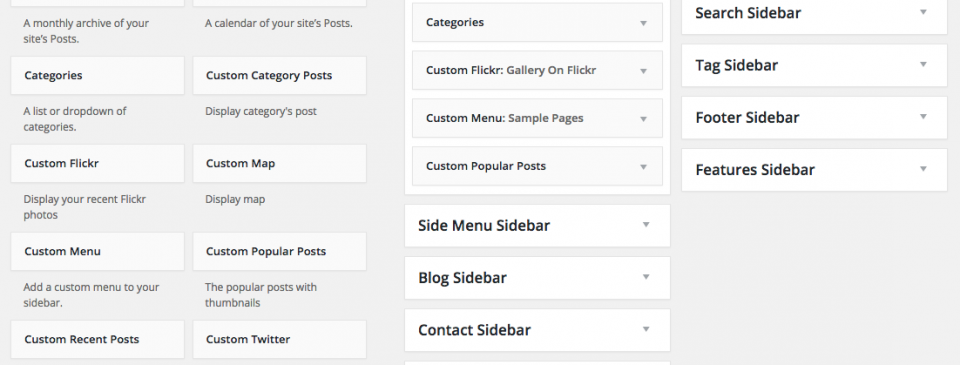 A monthly archive of your
site's Posts.
A calendar of your site's Posts.
Categories
Custom Category Posts
A list or dropdown of
categories.
Display category's post
Custom Flickr
Custom Map
Display your recent Flickr
photos
Display map
Custom Menu
Custom Popular Posts
Add a custom menu to your
sidebar.
The popular posts with
thumbnails
Custom Recent Posts
Custom Twitter
Categories
Custom Flickr: Gallery On Flickr
Custom Menu: Sample Pages
Custom Popular Posts
Side Menu Sidebar
Blog Sidebar
Contact Sidebar
Search Sidebar
Tag Sidebar
Footer Sidebar
Features Sidebar